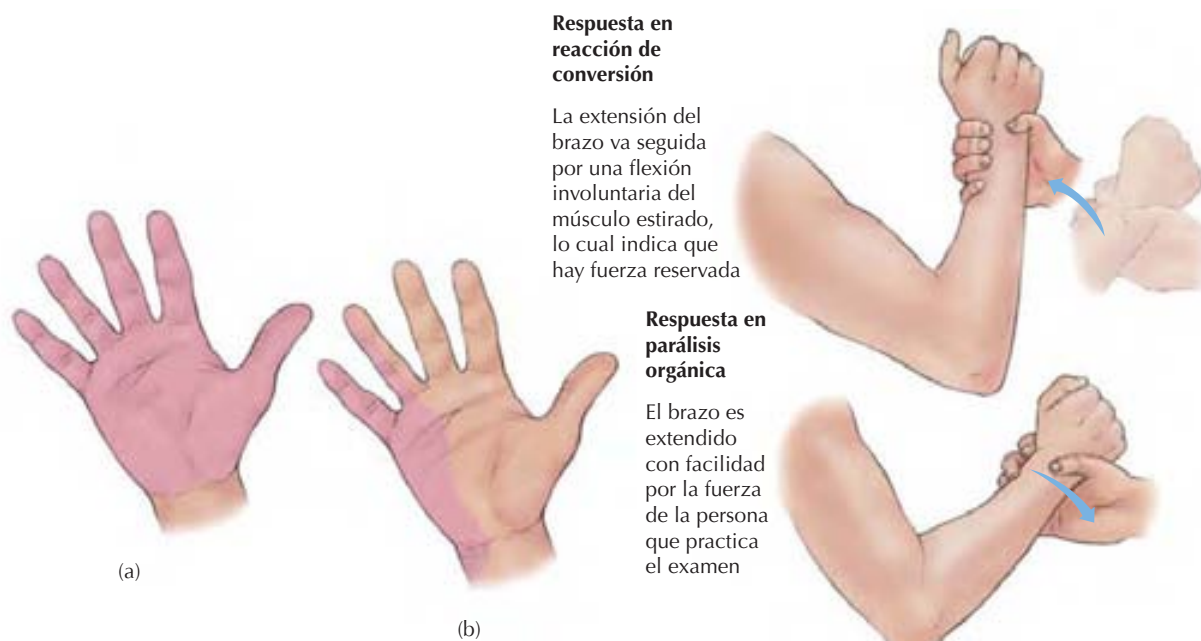 Respuesta en
reacción de
conversión
La extensión del
brazo va seguida
por una flexión
involuntaria del
músculo estirado,
lo cual indica que
hay fuerza reservada
Respuesta en
parálisis
orgánica
El brazo es
extendido
con facilidad
por la fuerza
de la persona
que practica
el examen
(a)
(b)